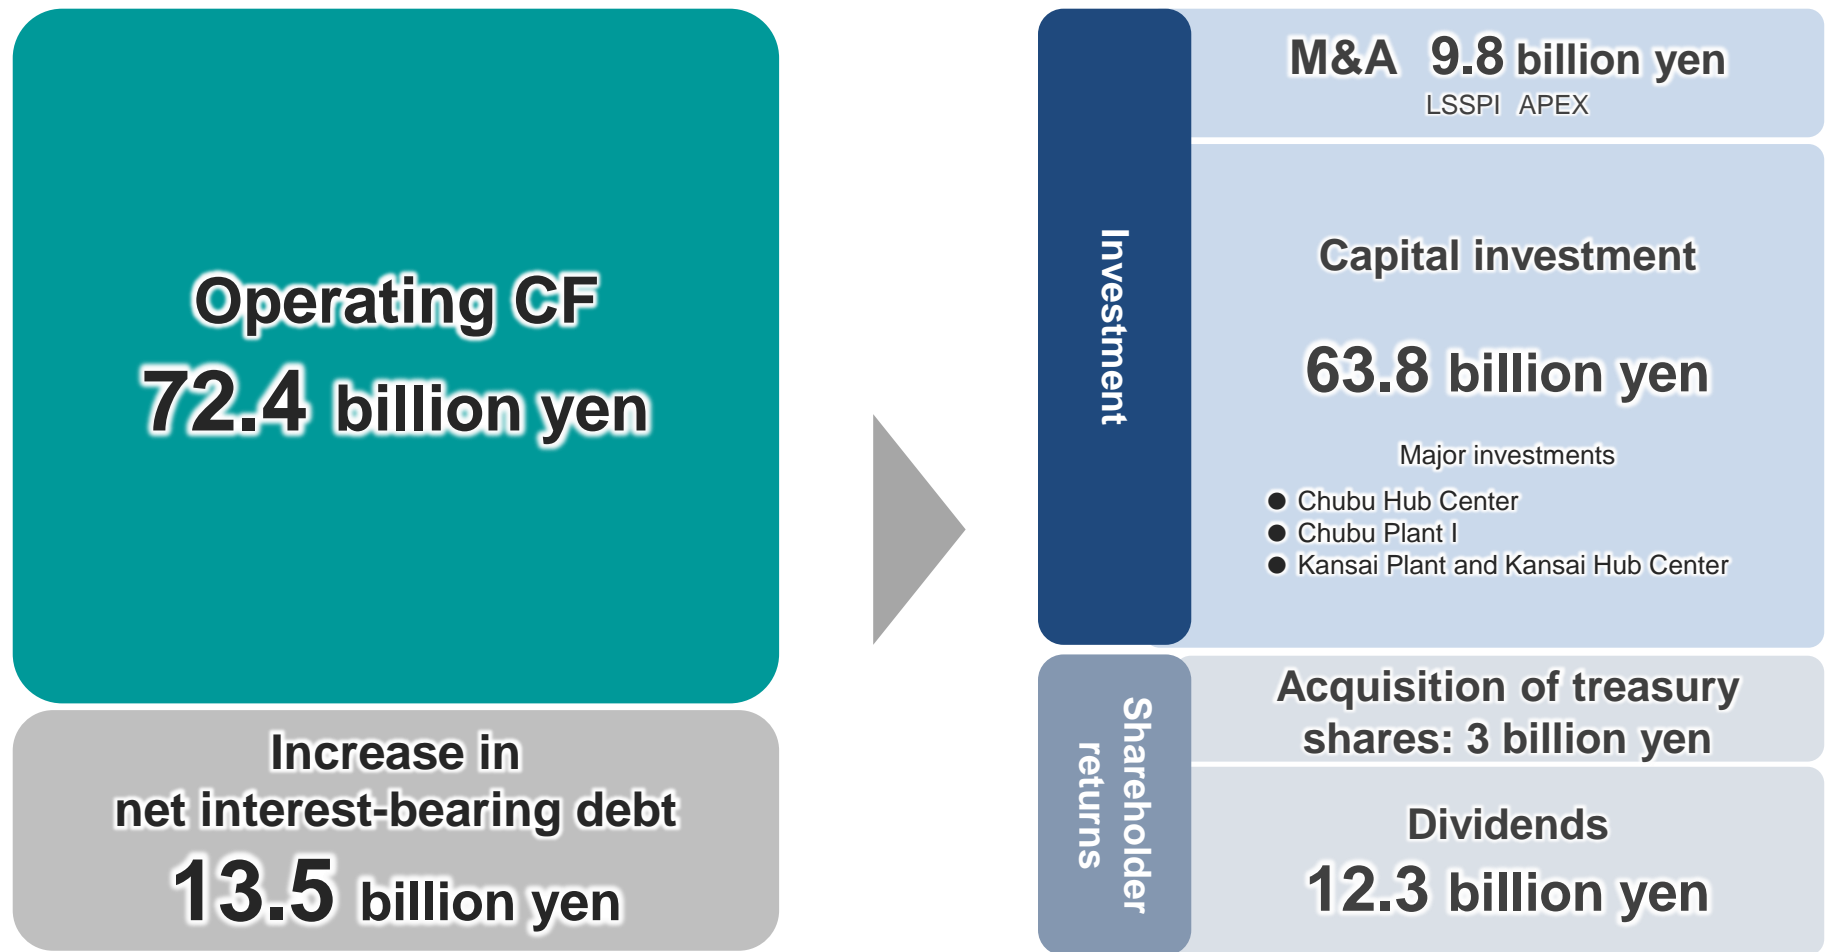 Operating CF
72.4 billion yen
Increase in
net interest-bearing debt
13.5 billion yen
Investment
M&A 9.8 billion yen
LSSPI APEX
Capital investment
63.8 billion yen
Major investments
● Chubu Hub Center
● Chubu Plant I
● Kansai Plant and Kansai Hub Center
Shareholder
returns
Acquisition of treasury
shares: 3 billion yen
Dividends
12.3 billion yen